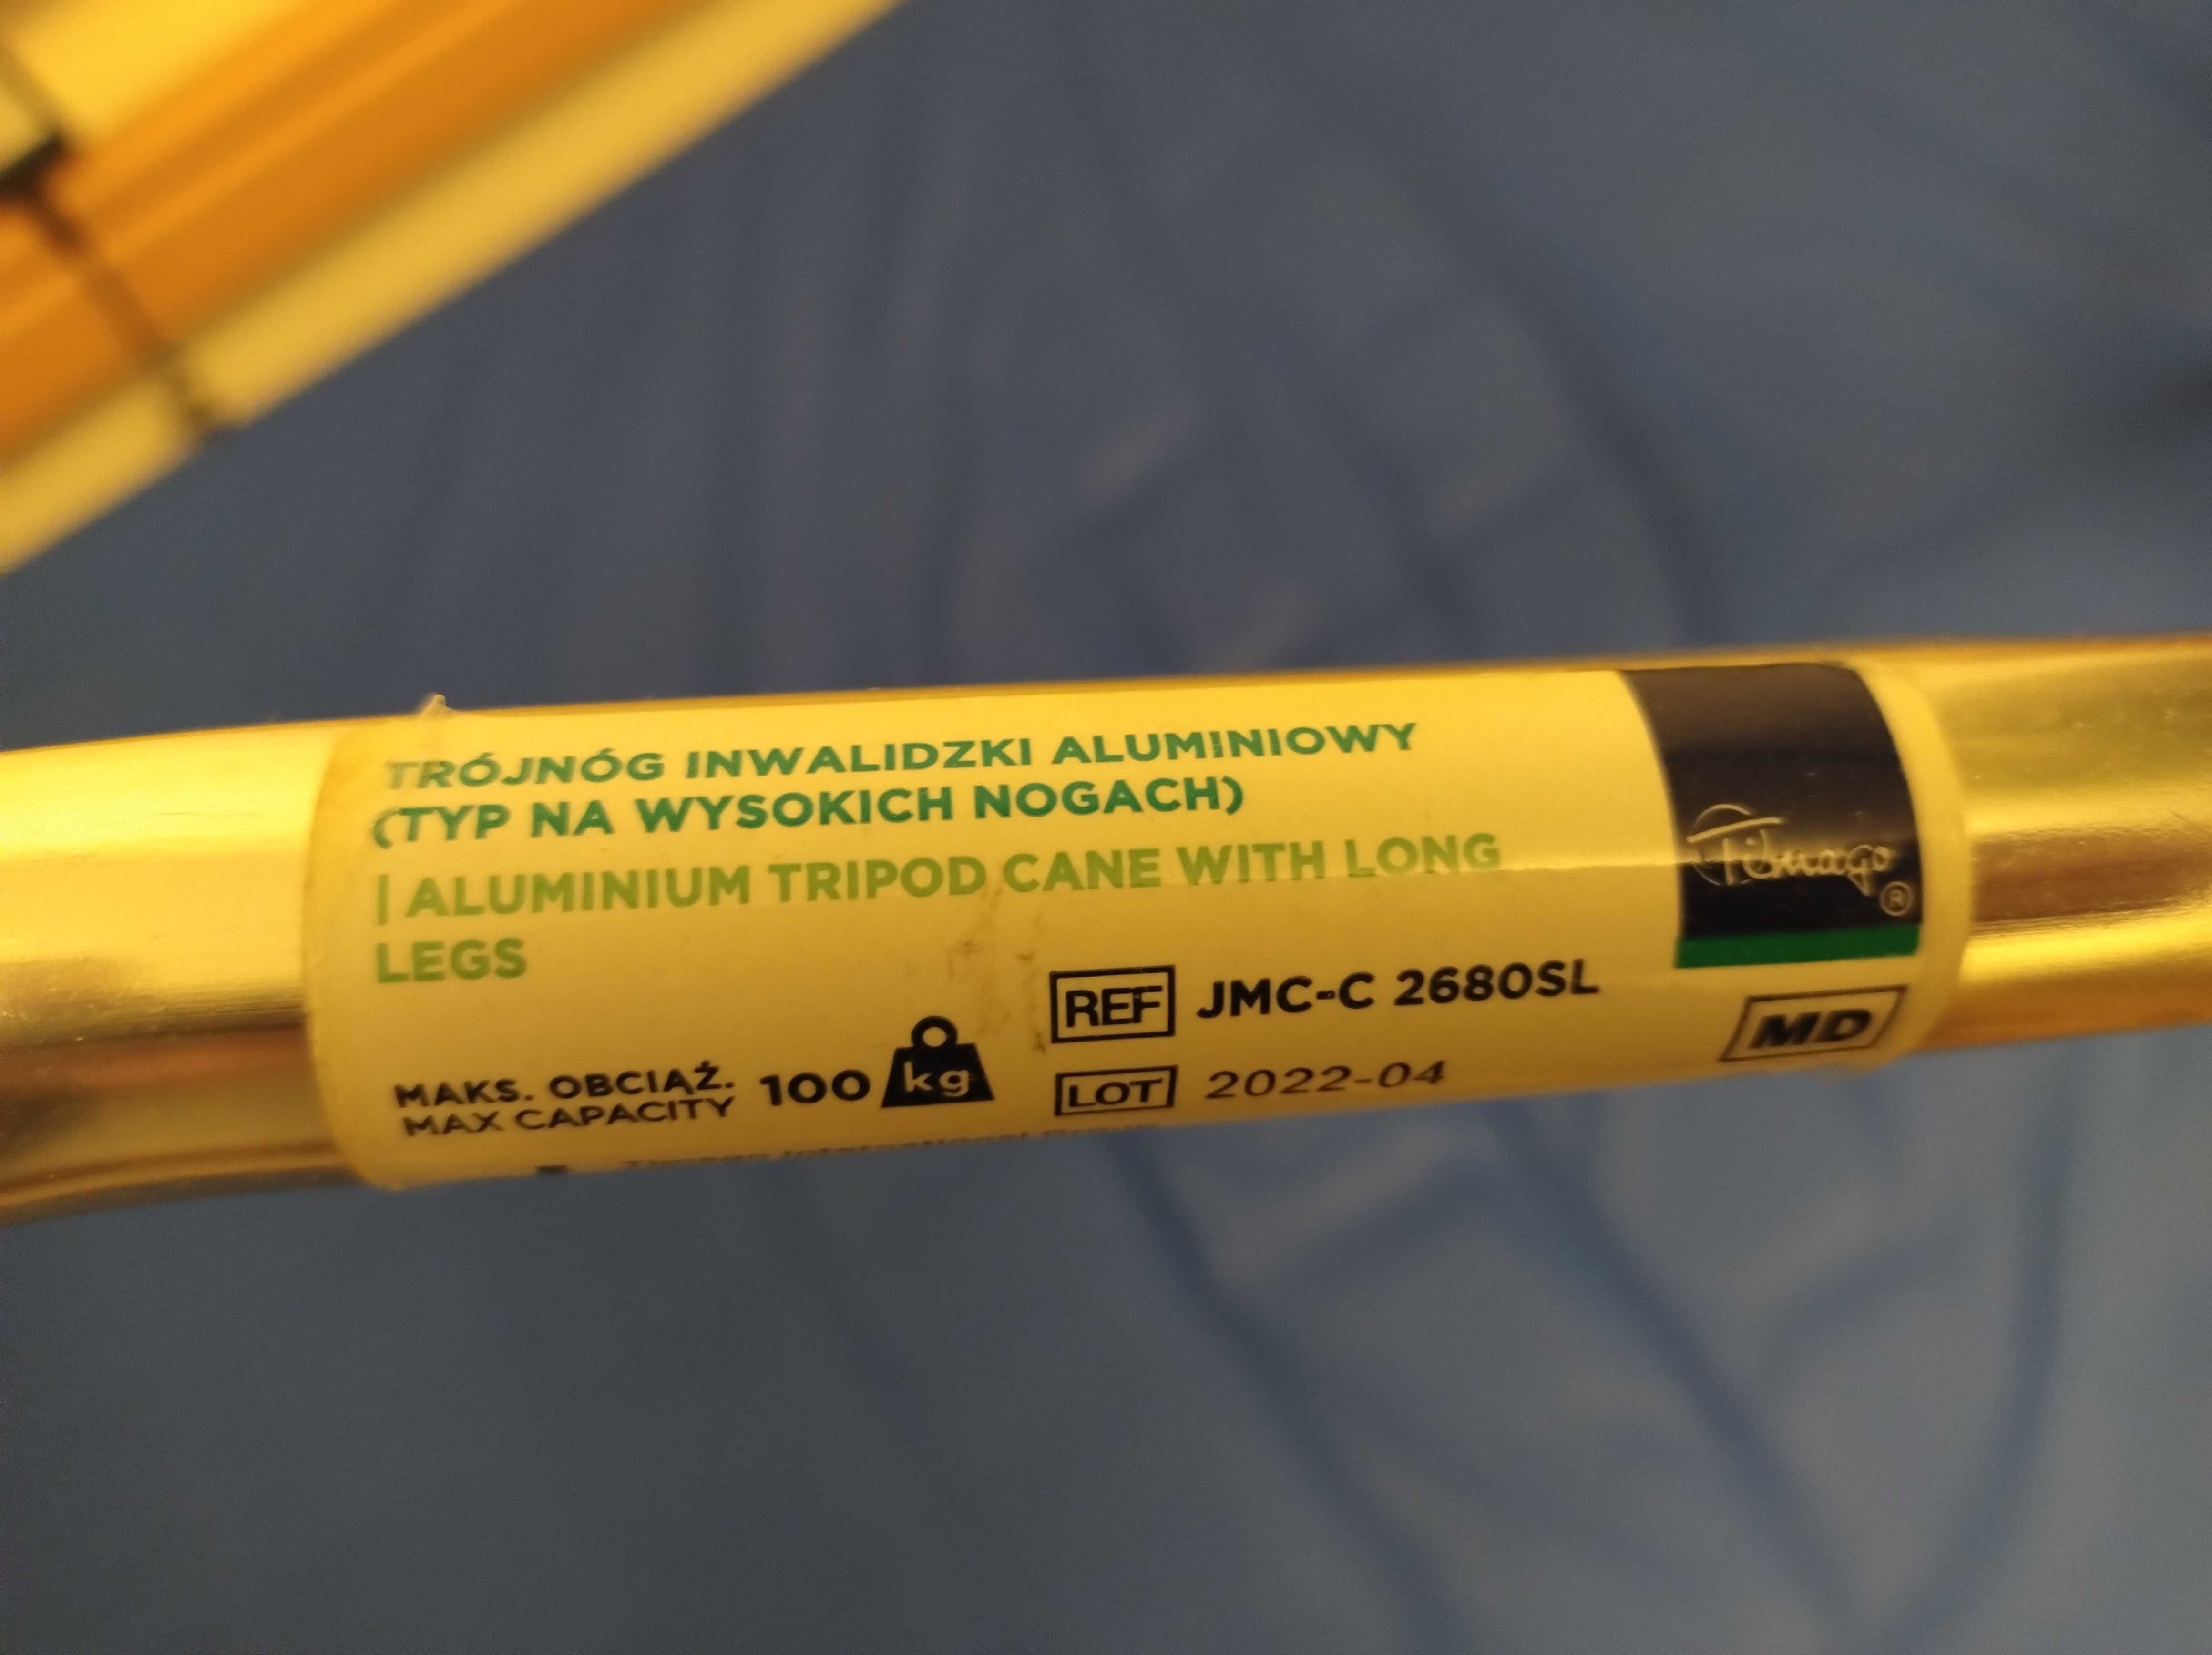 TRÓJNÓG INWALIDZKI ALUMINIOWY
(TYP NA WYSOKICH NOGACH)
| ALUMINIUM TRIPOD CANE WITH LONG
LEGS
Timago ®
REF JMC-C 2680SL
MD
MAKS. OBCIĄŻ.
MAX CAPACITY
100 kg
LOT 2022-04